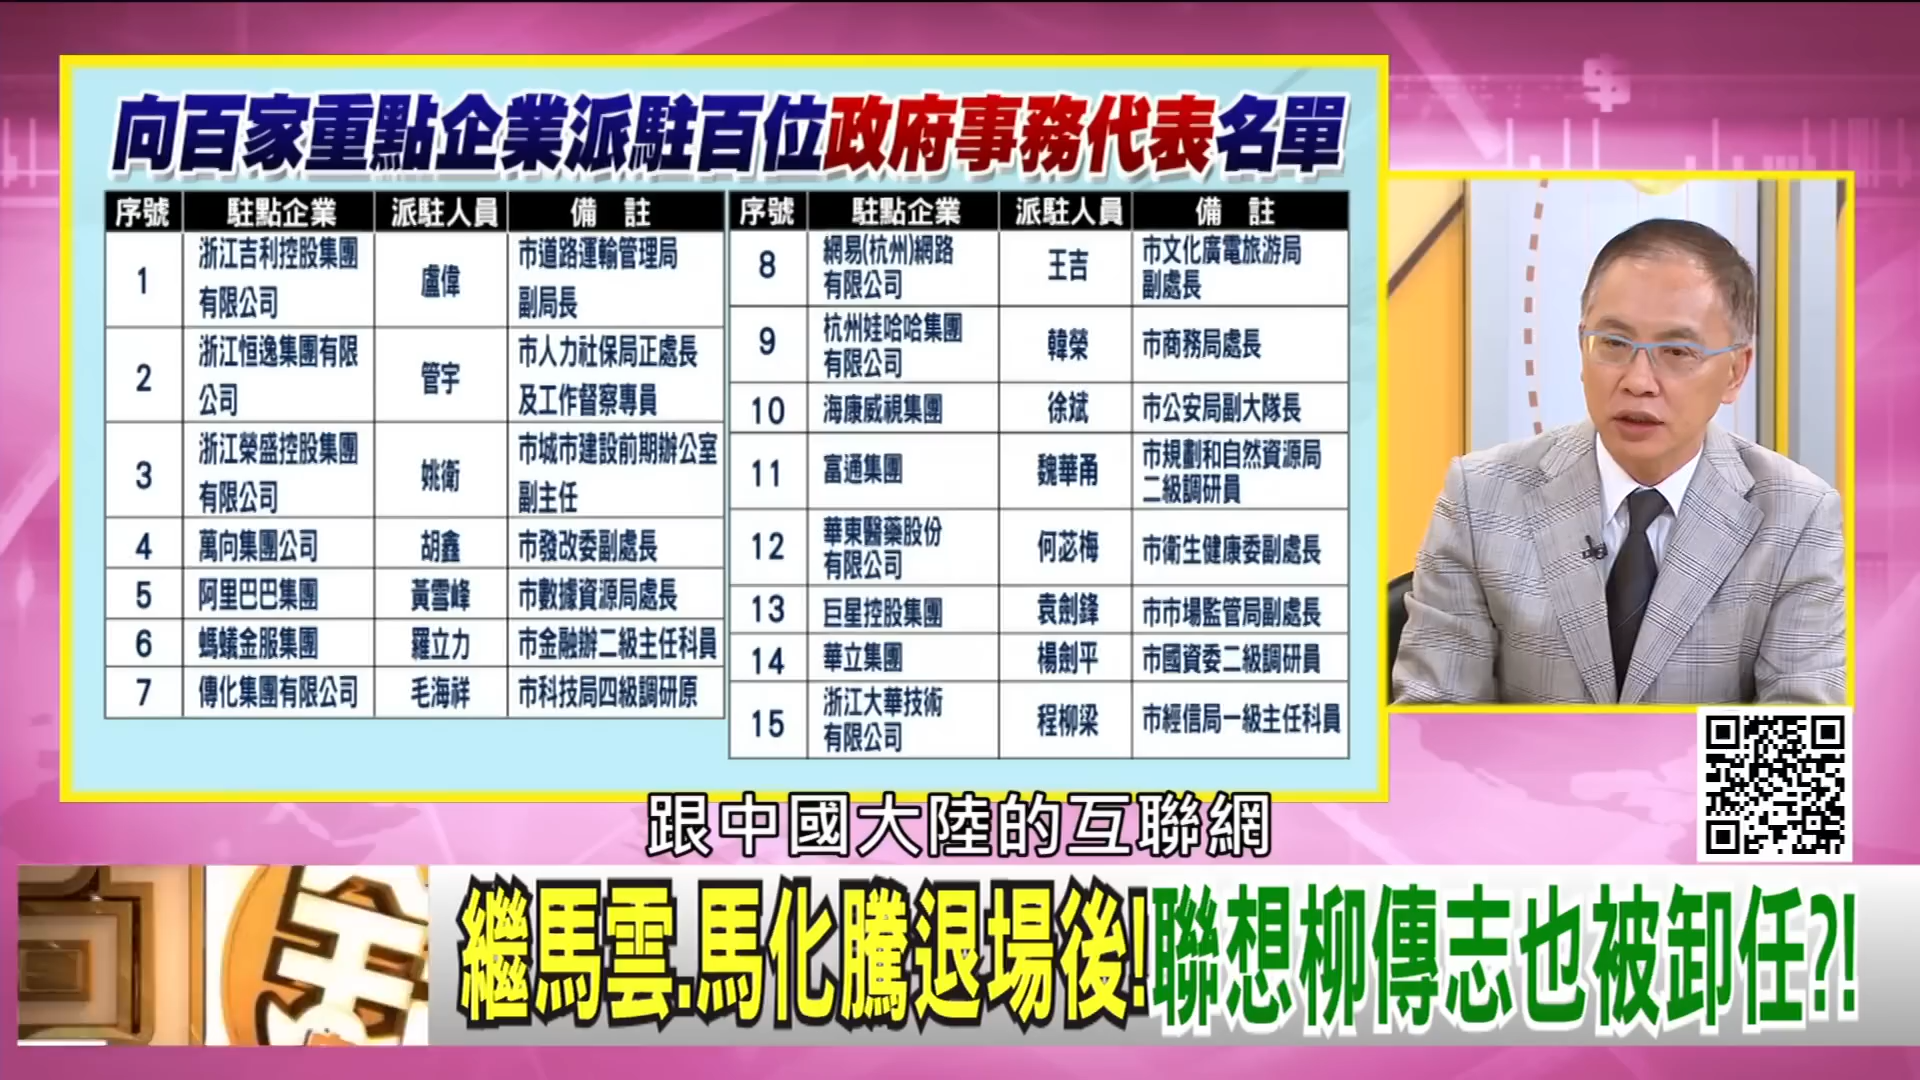 向百家重點企業派駐百位政府事務代表名單
序號 駐點企業 派駐人員 備 註
1 浙江吉利控股集團有限公司 盧偉 市道路運輸管理局副局長
2 浙江恒逸集團有限公司 管宇 市人力社保局正處長及工作督察專員
3 浙江榮盛控股集團有限公司 姚衛 市城市建設前期辦公室副主任
4 萬向集團公司 胡鑫 市發改委副處長
5 阿里巴巴集團 黃雪峰 市數據資源局處長
6 螞蟻金服集團 羅立力 市金融辦二級主任科員
7 傳化集團有限公司 毛海祥 市科技局四級調研原
序號 駐點企業 派駐人員 備 註
8 網易(杭州)網路有限公司 王吉 市文化廣電旅游局副處長
9 杭州娃哈哈集團有限公司 韓榮 市商務局處長
10 海康威視集團 徐斌 市公安局副大隊長
11 富通集團 魏華甬 市規劃和自然資源局二級調研員
12 華東醫藥股份有限公司 何苾梅 市衛生健康委副處長
13 巨星控股集團 袁劍鋒 市市場監管局副處長
14 華立集團 楊劍平 市國資委二級調研員
15 浙江大華技術有限公司 程柳梁 市經信局一級主任科員
跟中國大陸的互聯網
繼馬雲.馬化騰退場後!聯想柳傳志也被卸任?!